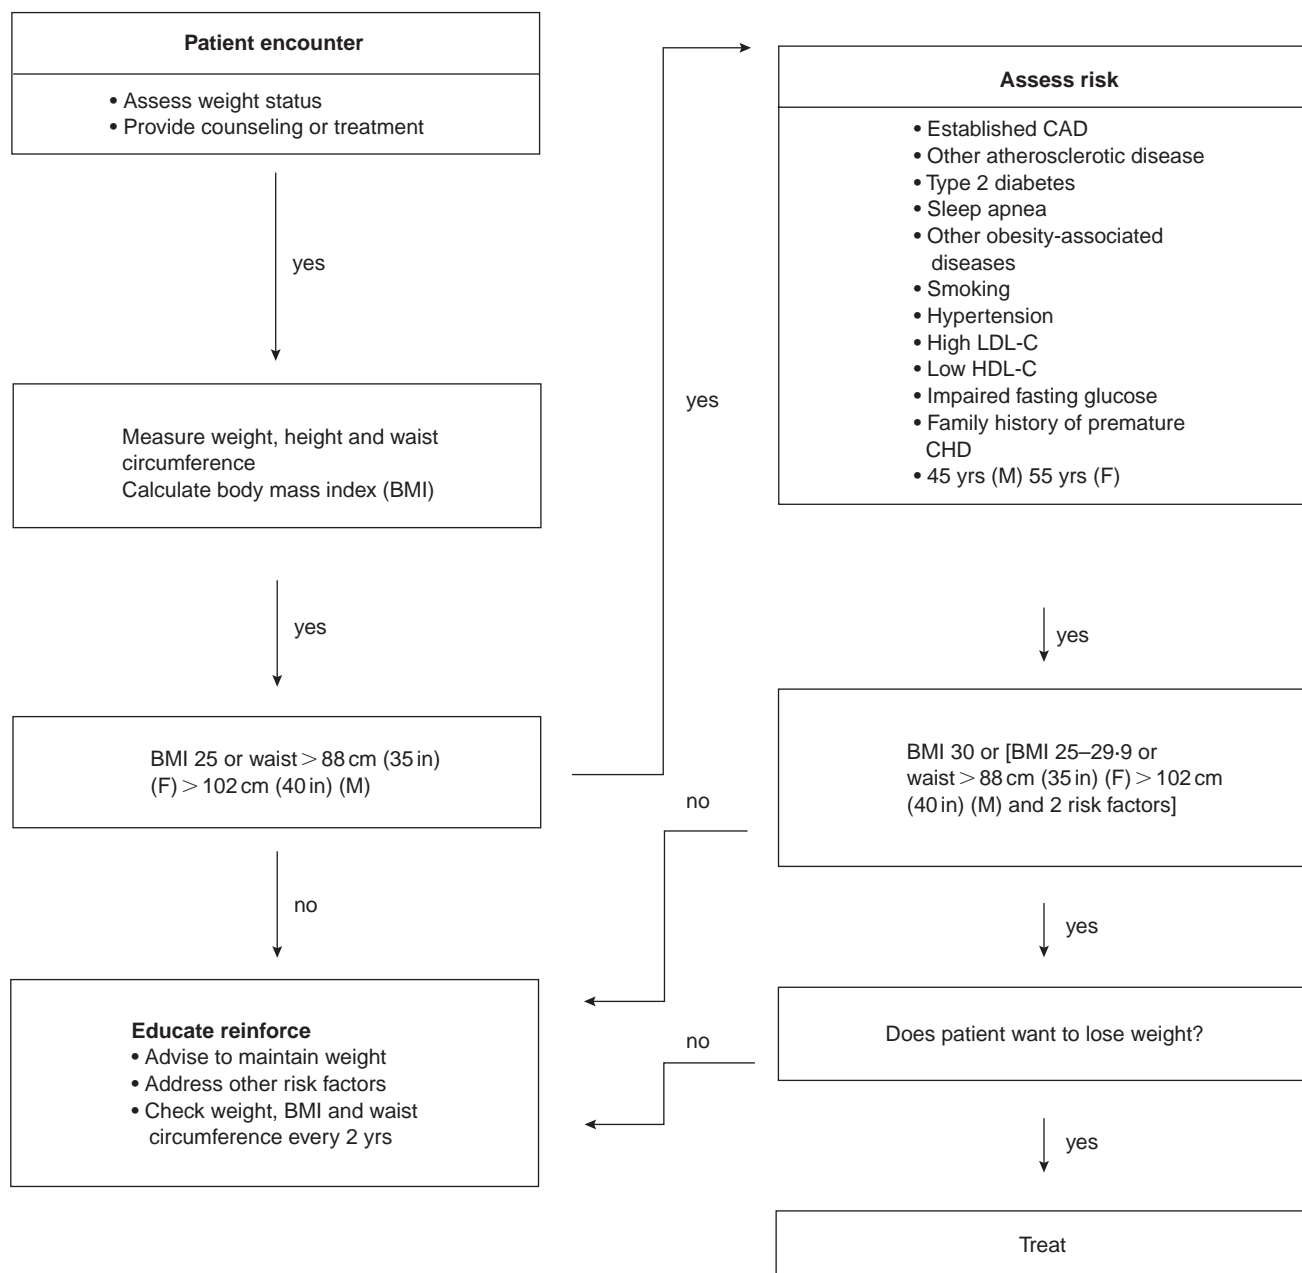 Patient encounter
• Assess weight status
• Provide counseling or treatment
yes
Measure weight, height and waist
circumference
Calculate body mass index (BMI)
yes
BMI 25 or waist > 88 cm (35 in)
(F) > 102 cm (40 in) (M)
no
Educate reinforce
• Advise to maintain weight
• Address other risk factors
• Check weight, BMI and waist
circumference every 2 yrs
yes
Assess risk
• Established CAD
• Other atherosclerotic disease
• Type 2 diabetes
• Sleep apnea
• Other obesity-associated
diseases
• Smoking
• Hypertension
• High LDL-C
• Low HDL-C
• Impaired fasting glucose
• Family history of premature
CHD
• 45 yrs (M) 55 yrs (F)
yes
BMI 30 or [BMI 25–29·9 or
waist > 88 cm (35 in) (F) > 102 cm
(40 in) (M) and 2 risk factors]
no
yes
Does patient want to lose weight?
no
yes
Treat